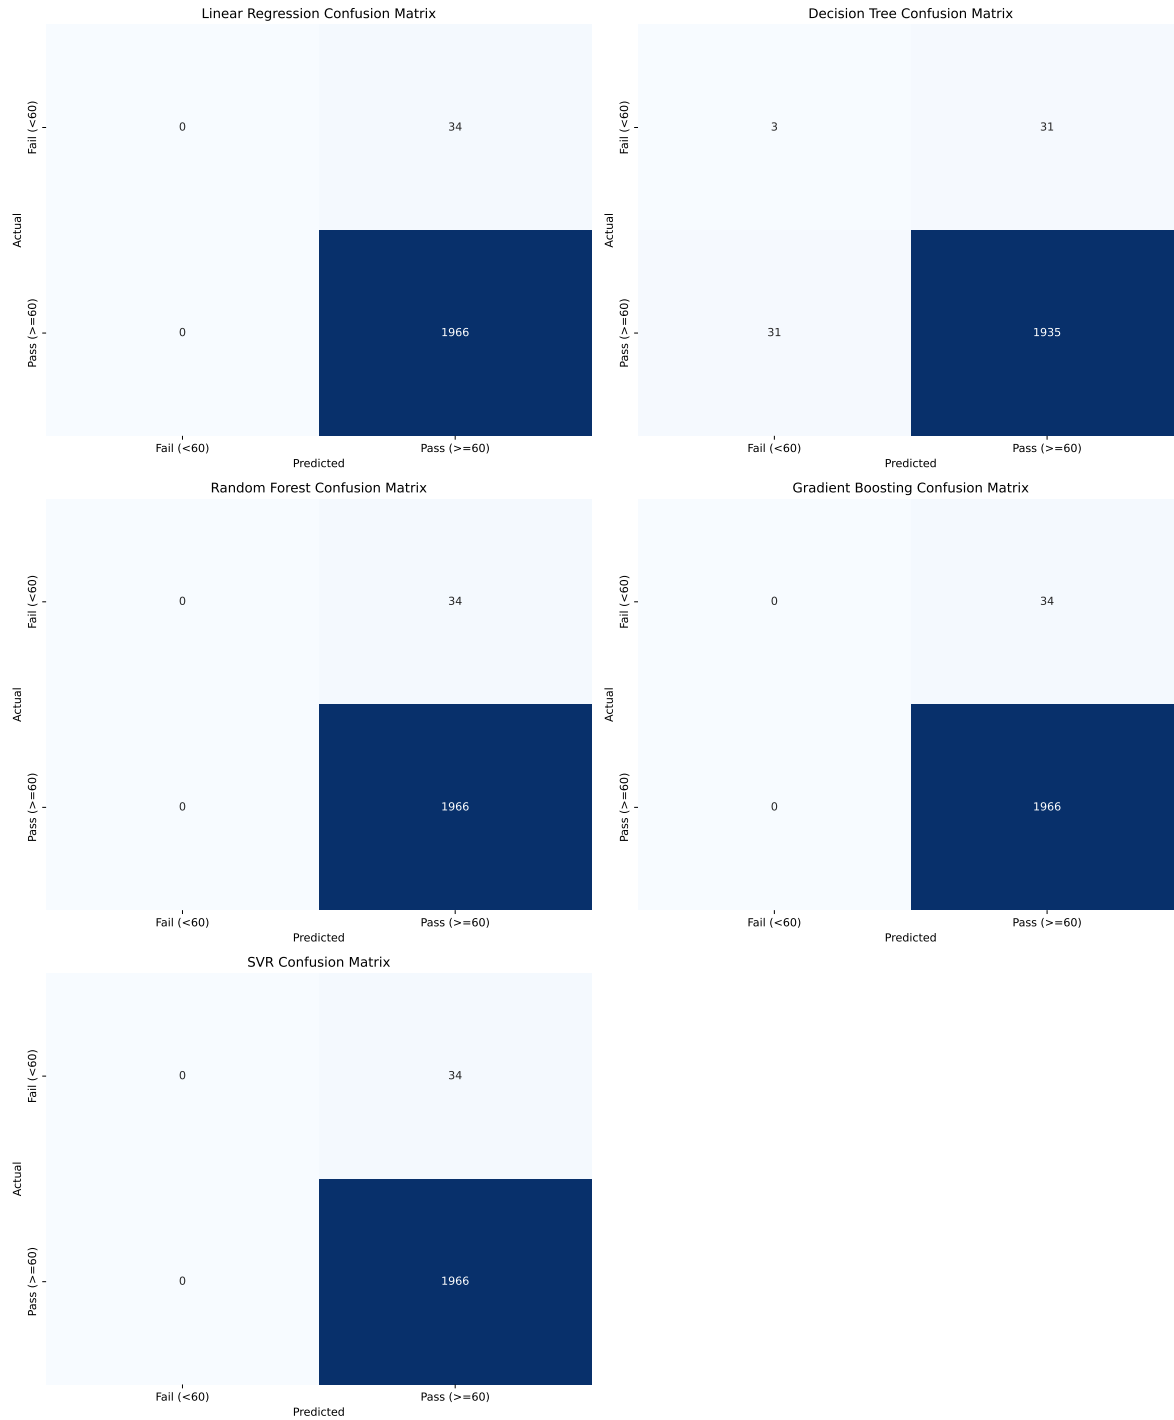 Linear Regression Confusion Matrix
Actual
Fail (<60)
Pass (>=60)
0
34
0
1966
Fail (<60)
Pass (>=60)
Predicted
Decision Tree Confusion Matrix
Actual
Fail (<60)
Pass (>=60)
3
31
31
1935
Fail (<60)
Pass (>=60)
Predicted
Random Forest Confusion Matrix
Actual
Fail (<60)
Pass (>=60)
0
34
0
1966
Fail (<60)
Pass (>=60)
Predicted
Gradient Boosting Confusion Matrix
Actual
Fail (<60)
Pass (>=60)
0
34
0
1966
Fail (<60)
Pass (>=60)
Predicted
SVR Confusion Matrix
Actual
Fail (<60)
Pass (>=60)
0
34
0
1966
Fail (<60)
Pass (>=60)
Predicted